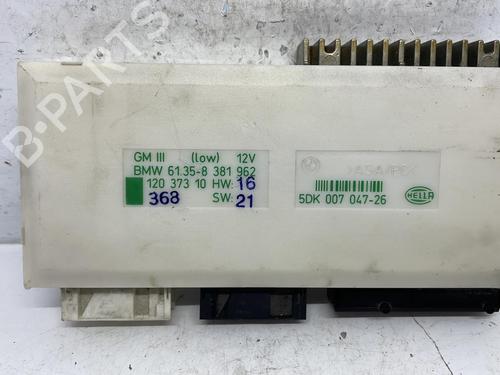 B-PARTS
GM III (low) 12V
BMW 61.35-8 381 962
120 373 10 HW: 16
368 SW: 21
5DK 007 047-26
HELLA